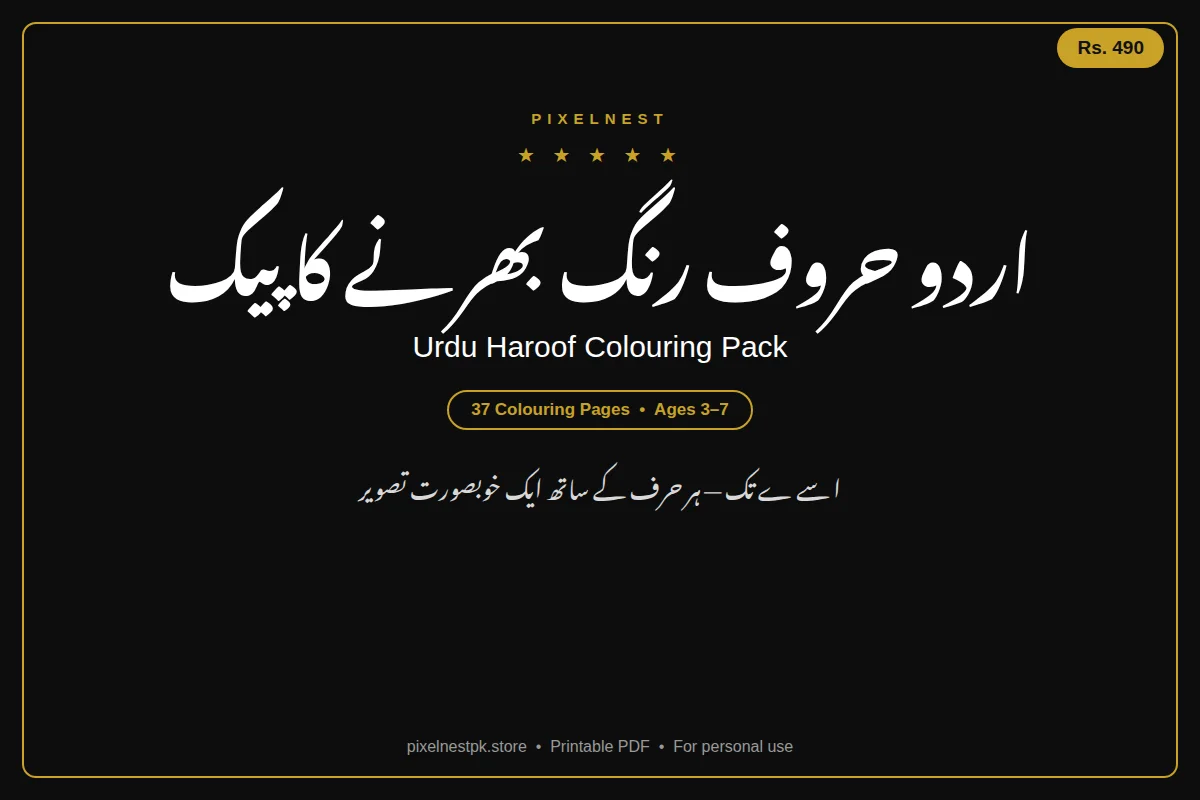 Rs. 490
PIXELNEST
★ ★ ★ ★ ★
اردو حروف رنگ بھرنے کا پیک
Urdu Haroof Colouring Pack
37 Colouring Pages • Ages 3–7
ا سے ے تک — ہر حرف کے ساتھ ایک خوبصورت تصویر
pixelnestpk.store • Printable PDF • For personal use